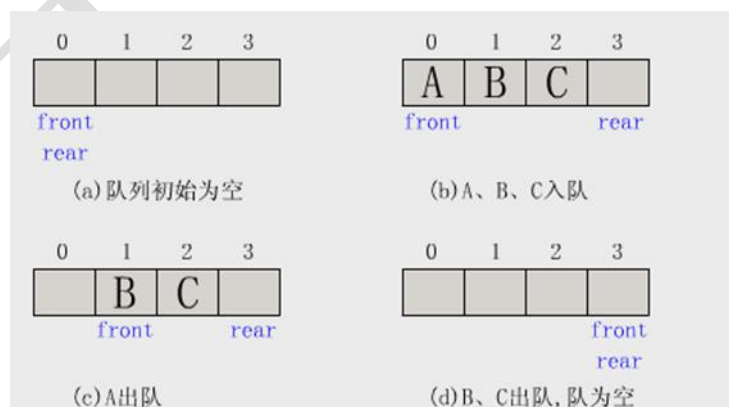 0 1 2 3
front
rear
(a)队列初始为空
0 1 2 3
A B C
front rear
(b)A、B、C入队
0 1 2 3
B C
front rear
(c)A出队
0 1 2 3
front
rear
(d)B、C出队,队为空